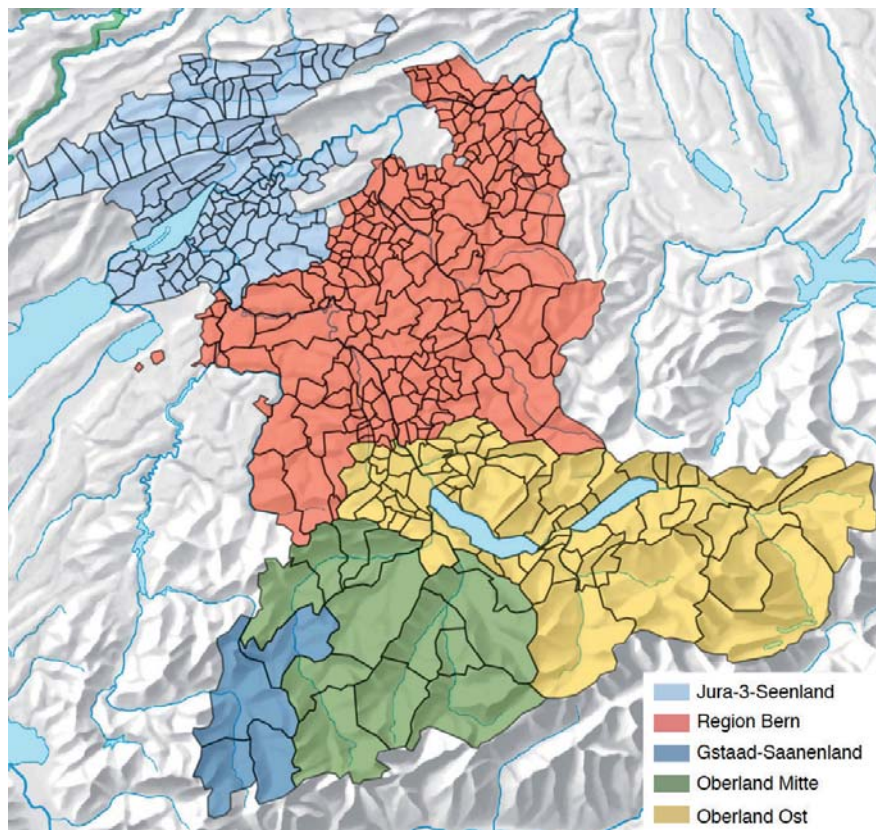 Jura-3-Seenland
Region Bern
Gstaad-Saanenland
Oberland Mitte
Oberland Ost